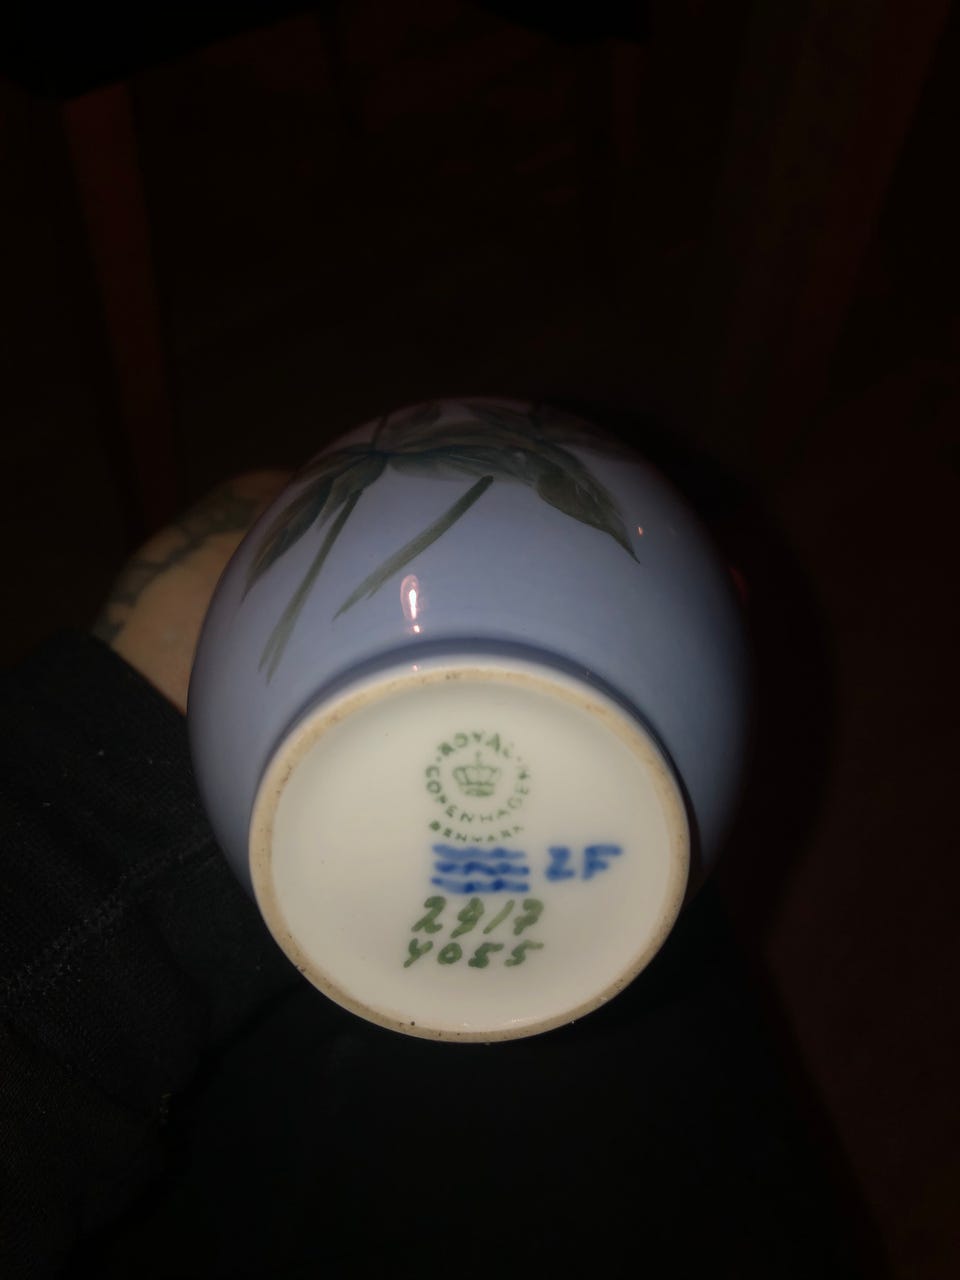 ROYAL COPENHAGEN
DENMARK
2F
2917
4055